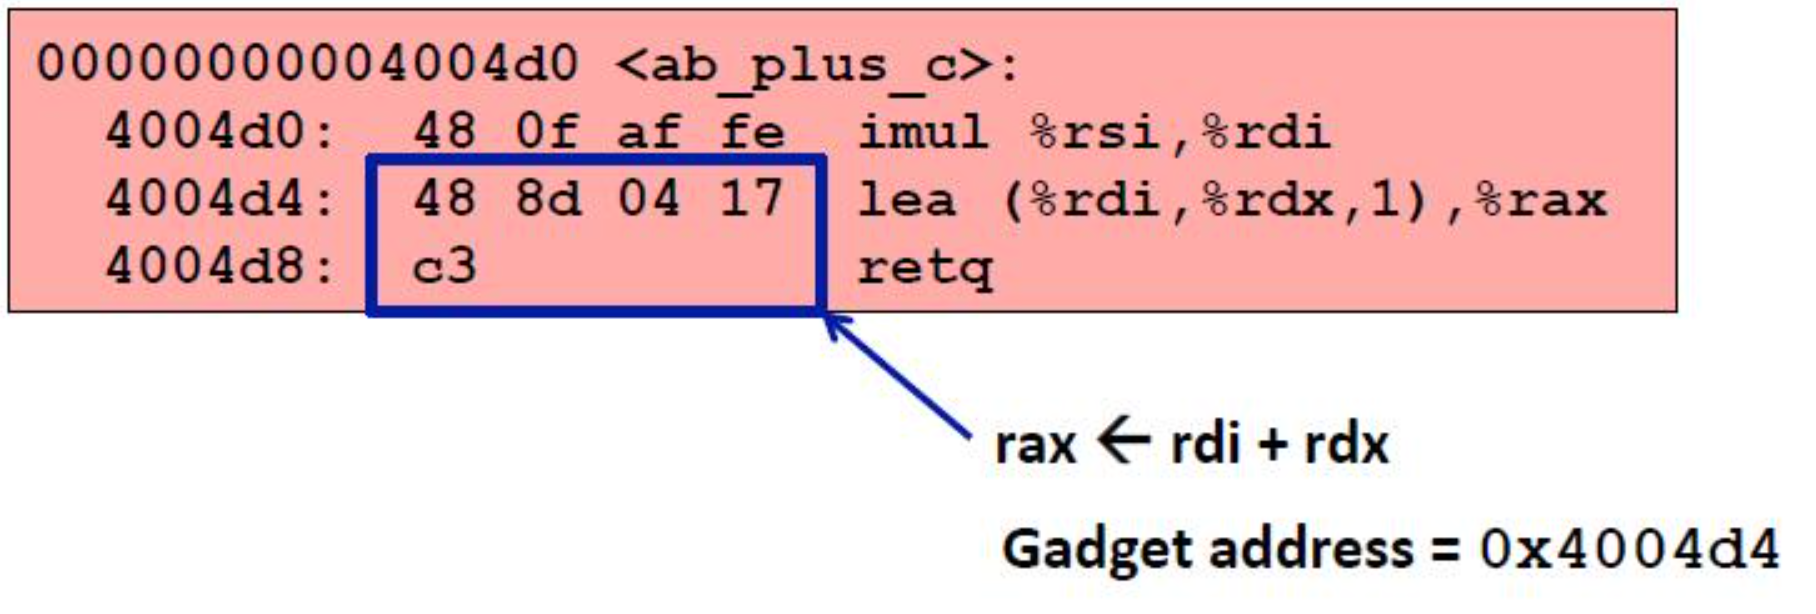 00000000004004d0 <ab_plus_c>:
4004d0: 48 0f af fe imul %rsi,%rdi
4004d4: 48 8d 04 17 lea (%rdi,%rdx,1),%rax
4004d8: c3 retq
rax ← rdi + rdx
Gadget address = 0x4004d4